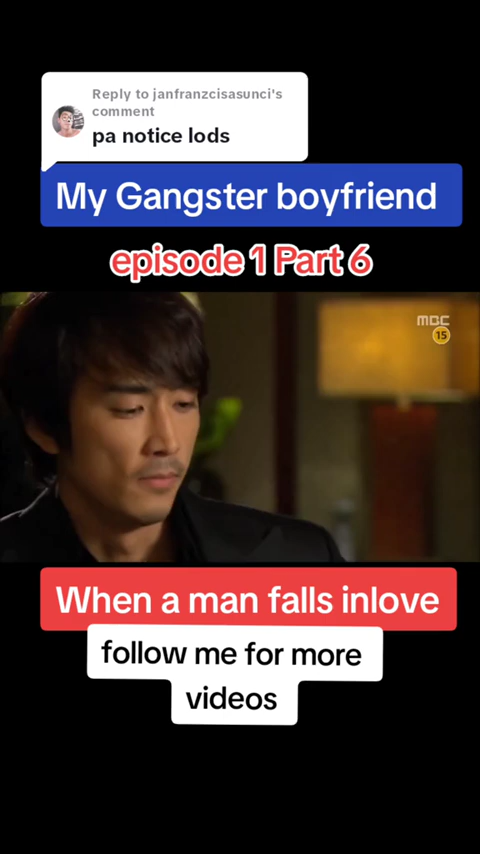 Reply to janfranzcisasunci's
comment
pa notice lods
My Gangster boyfriend
episode 1 Part 6
MBC
15
When a man falls inlove
follow me for more
videos